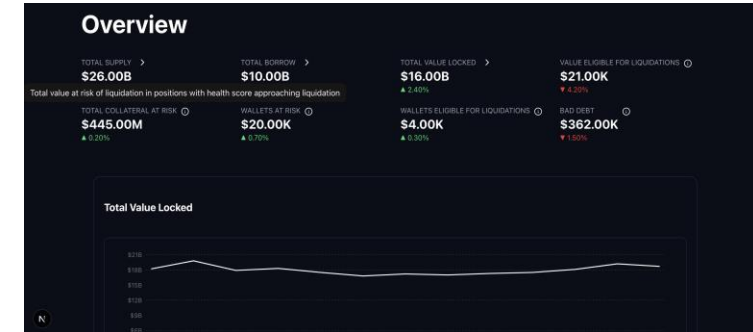 Overview
TOTAL SUPPLY >
TOTAL BORROW >
TOTAL VALUE LOCKED >
VALUE ELIGIBLE FOR LIQUIDATIONS
$26.00B
$10.00B
$16.00B
$21.00K
▲ 2.40%
▼ 4.20%
Total value at risk of liquidation in positions with health score approaching liquidation
TOTAL COLLATERAL AT RISK
WALLETS AT RISK
WALLETS ELIGIBLE FOR LIQUIDATIONS
BAD DEBT
$445.00M
$20.00K
$4.00K
$362.00K
▲ 0.20%
▲ 0.70%
▲ 0.30%
▼ 1.50%
Total Value Locked
$21B
$18B
$15B
$12B
$9B
$6B
N